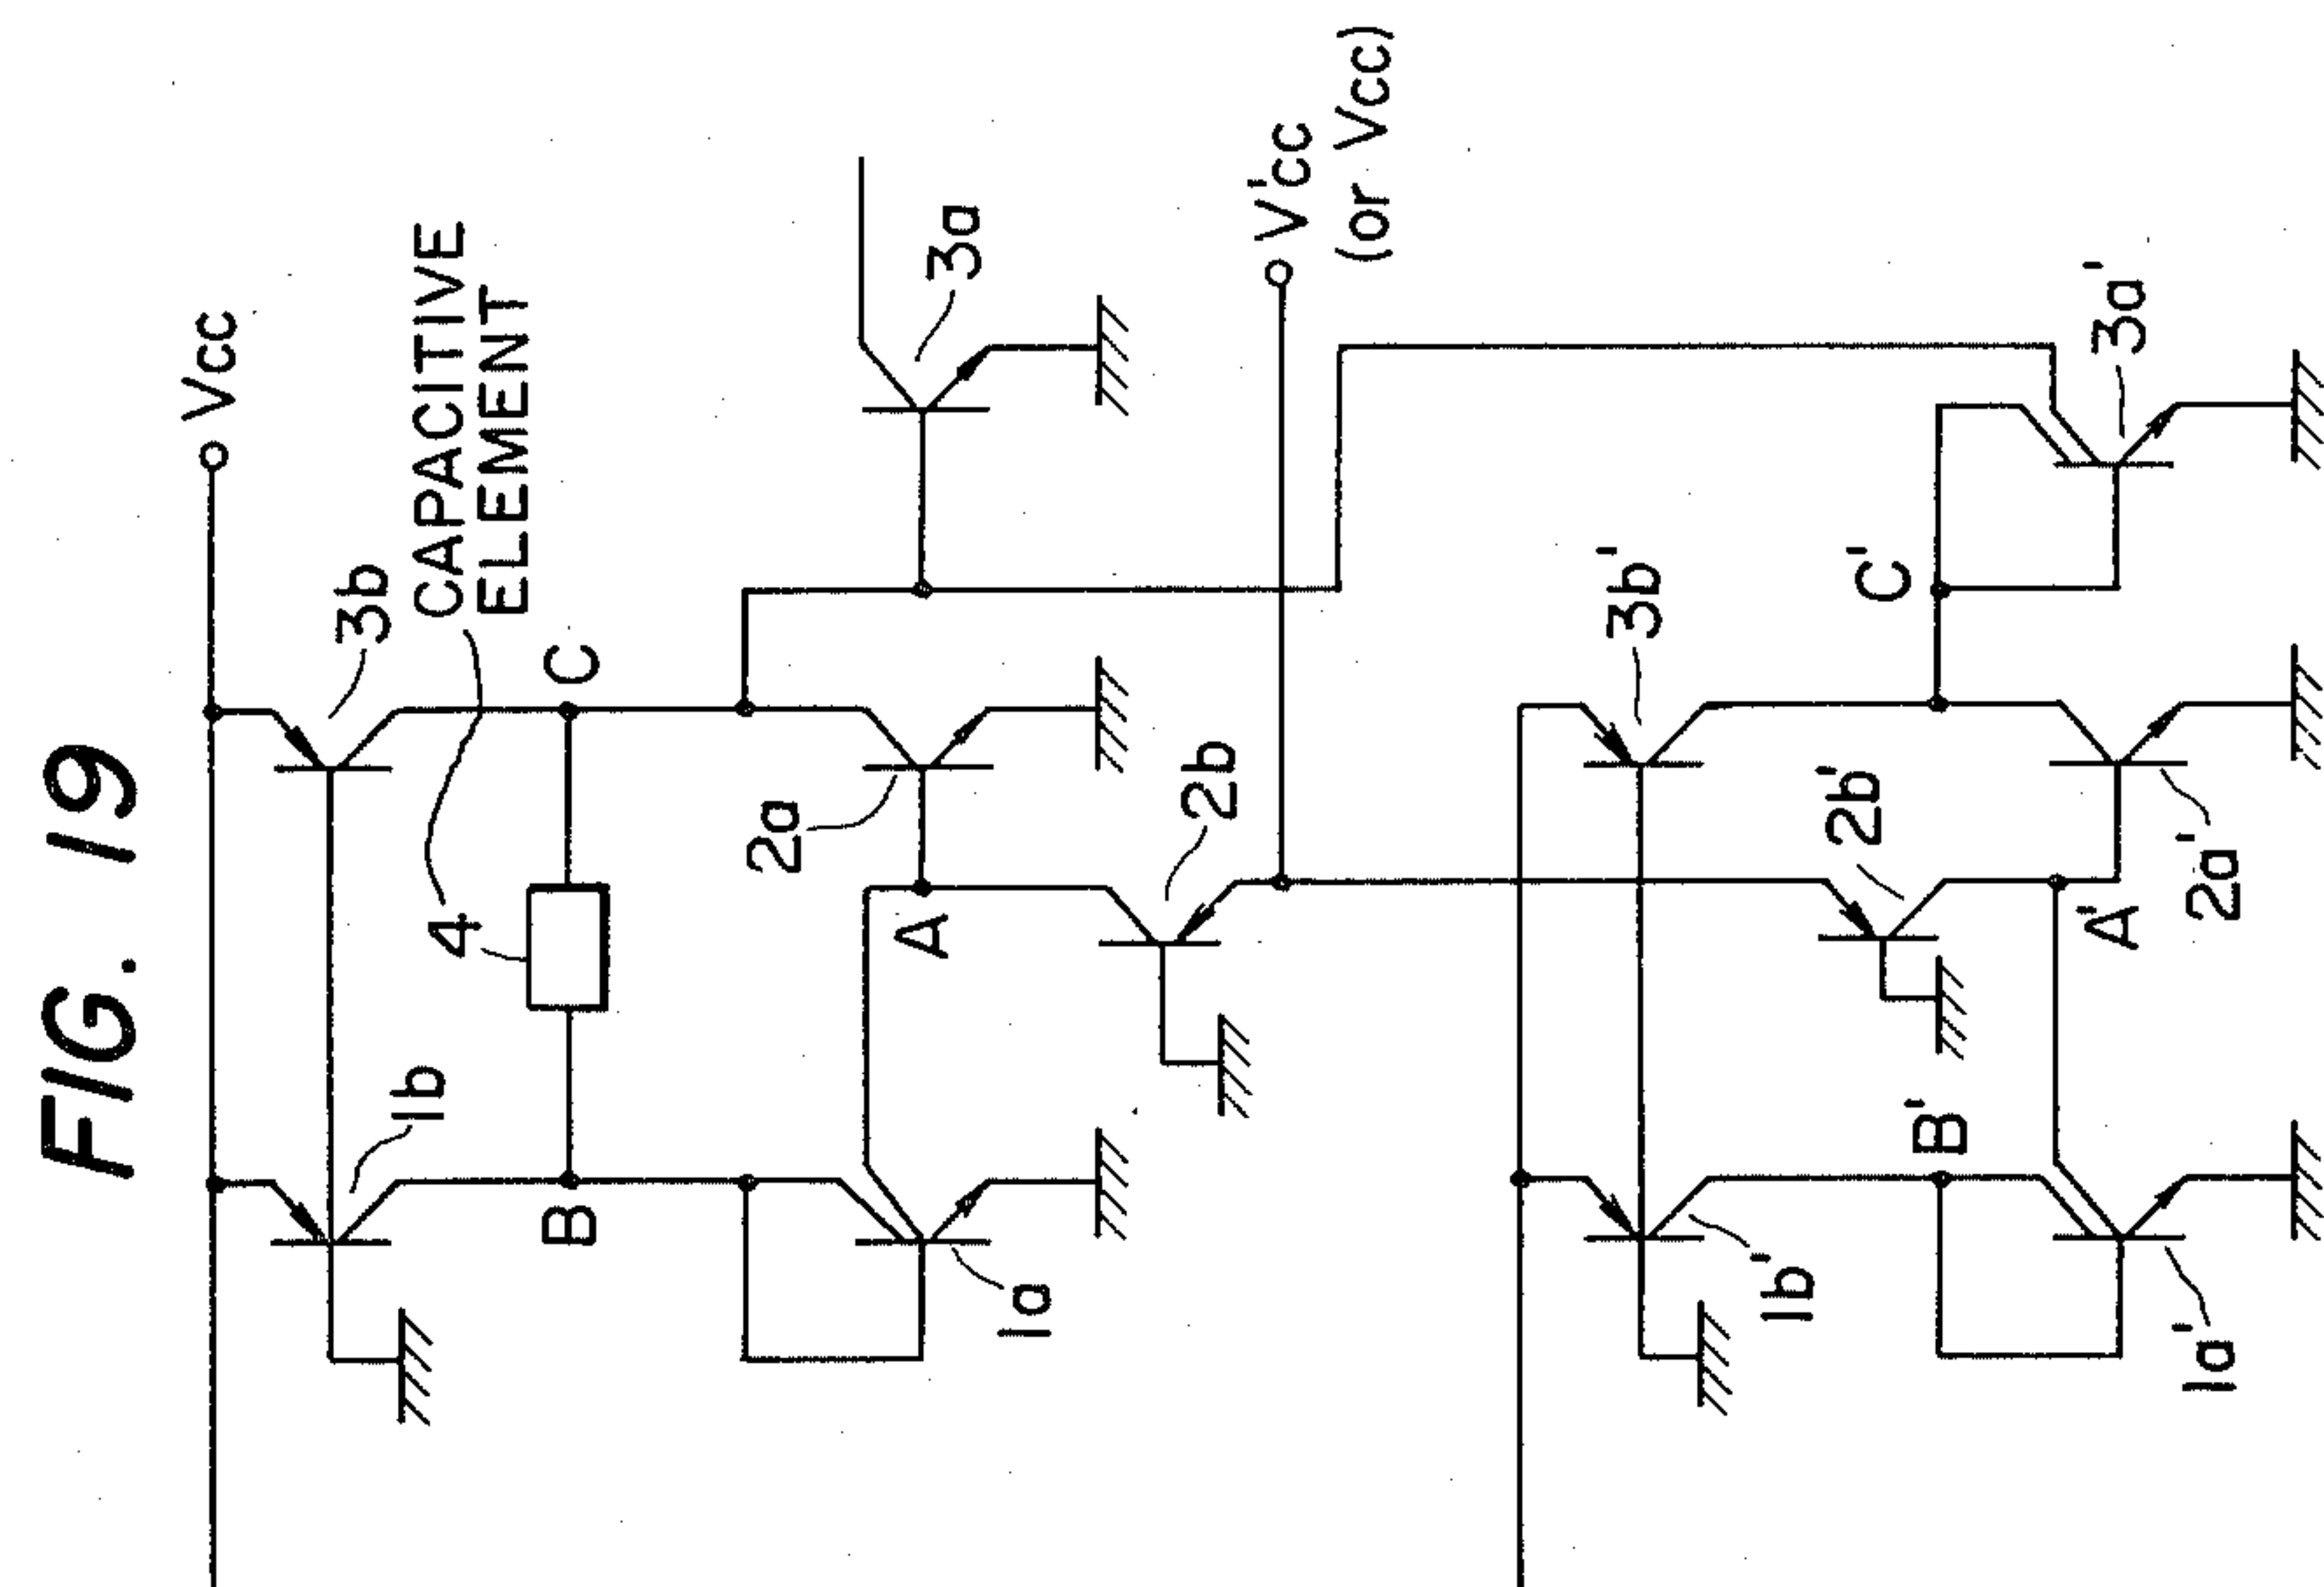 FIG. 19
Vcc
CAPACITIVE
ELEMENT
3b
1b
4
C
B
3a
2a
A
1a
2b
V'cc
(or Vcc)
3b'
C'
3a'
2b'
1b'
B'
A'
2a'
1a'